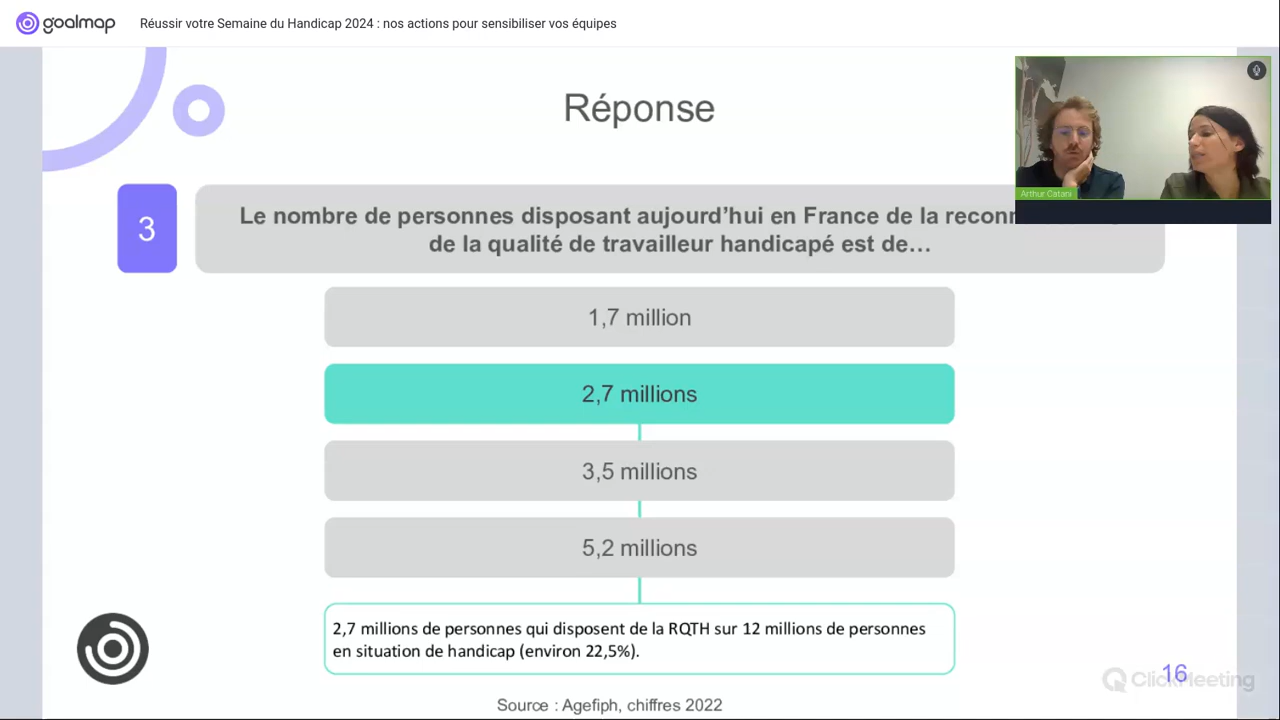 goalmap
Réussir votre Semaine du Handicap 2024 : nos actions pour sensibiliser vos équipes
Réponse
Arthur Catani
3
Le nombre de personnes disposant aujourd’hui en France de la
de la qualité de travailleur handicapé est de…
1,7 million
2,7 millions
3,5 millions
5,2 millions
2,7 millions de personnes qui disposent de la RQTH sur 12 millions de personnes
en situation de handicap (environ 22,5%).
16
ClickMeeting
Source : Agefiph, chiffres 2022